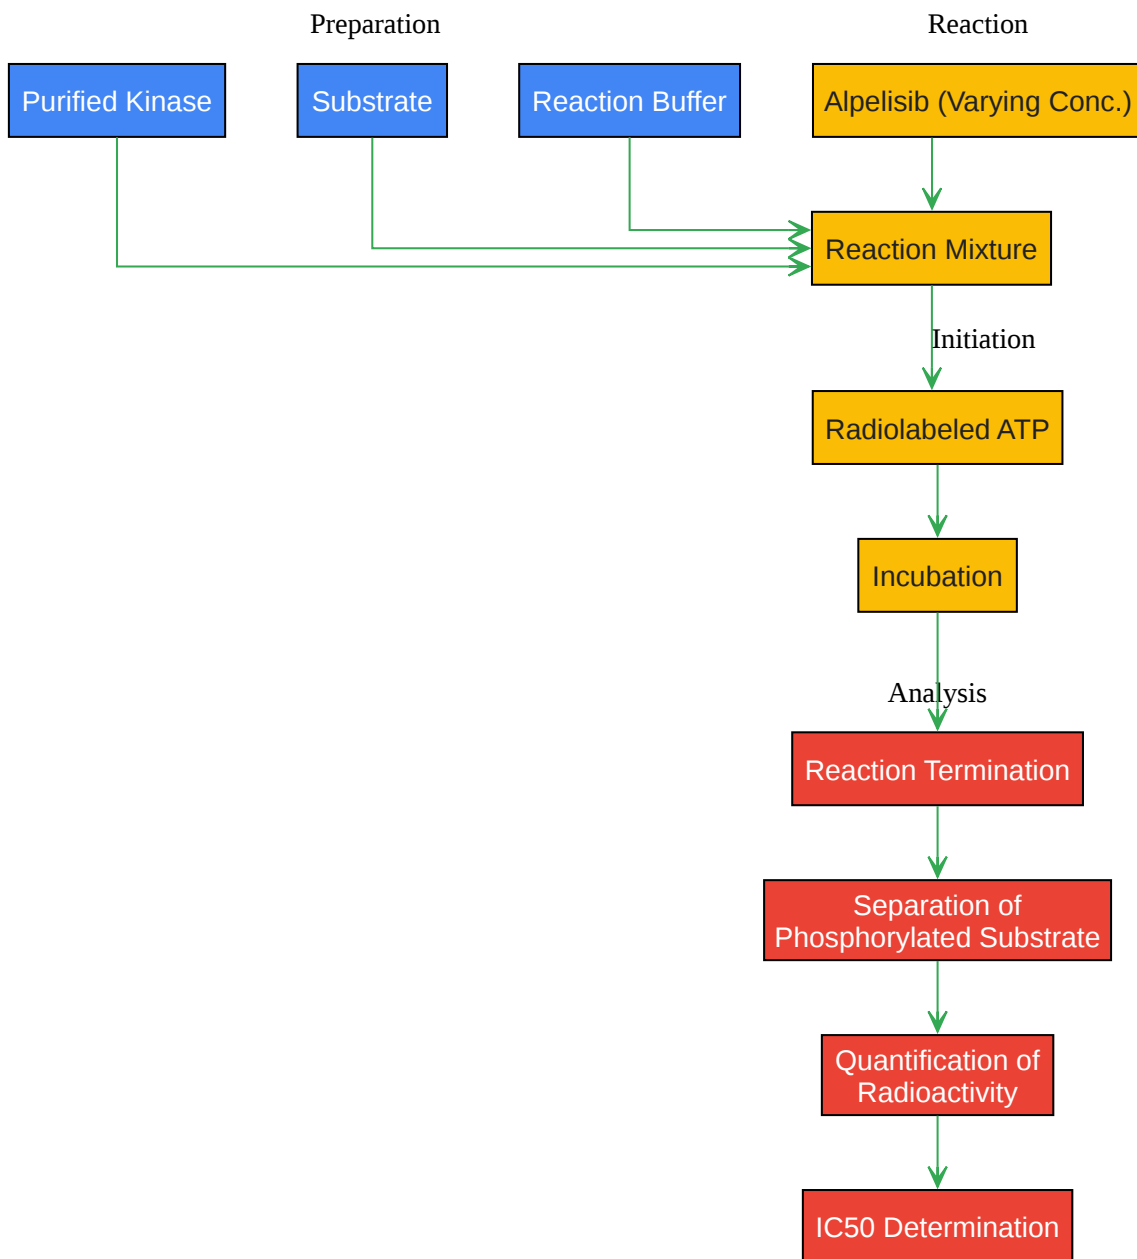 Preparation
Reaction
Purified Kinase
Substrate
Reaction Buffer
Alpelisib (Varying Conc.)
Reaction Mixture
Initiation
Radiolabeled ATP
Incubation
Analysis
Reaction Termination
Separation of
Phosphorylated Substrate
Quantification of
Radioactivity
IC50 Determination